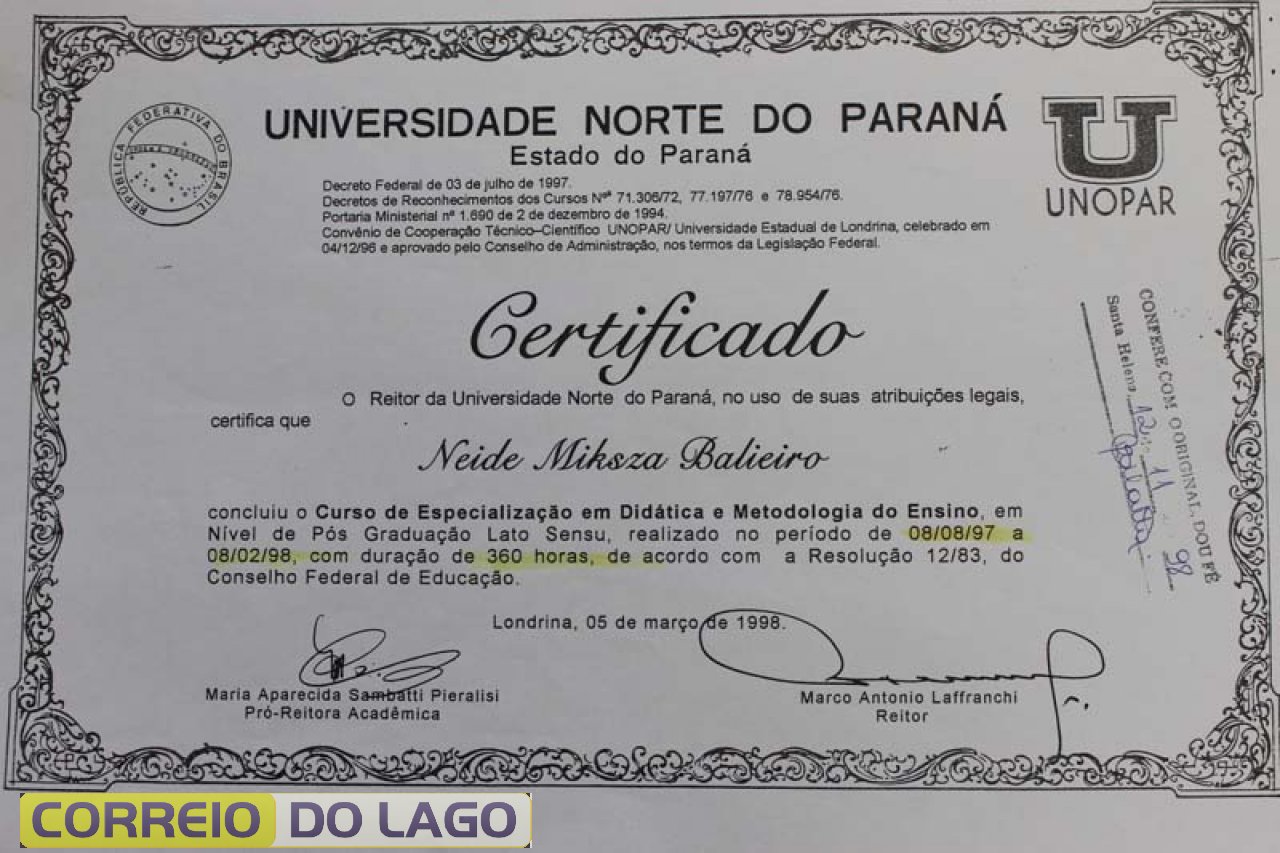 REPÚBLICA FEDERATIVA DO BRASIL
UNIVERSIDADE NORTE DO PARANÁ
Estado do Paraná
U
UNOPAR
Decreto Federal de 03 de julho de 1997.
Decretos de Reconhecimentos dos Cursos Nºˢ 71.306/72, 77.197/76 e 78.954/76.
Portaria Ministerial nº 1.690 de 2 de dezembro de 1994.
Convênio de Cooperação Técnico–Científico UNOPAR/ Universidade Estadual de Londrina, celebrado em
04/12/96 e aprovado pelo Conselho de Administração, nos termos da Legislação Federal.
Certificado
O Reitor da Universidade Norte do Paraná, no uso de suas atribuições legais,
certifica que
Neide Miksza Balieiro
concluiu o Curso de Especialização em Didática e Metodologia do Ensino, em
Nível de Pós Graduação Lato Sensu, realizado no período de 08/08/97 a
08/02/98, com duração de 360 horas, de acordo com a Resolução 12/83, do
Conselho Federal de Educação.
Londrina, 05 de março de 1998.
Maria Aparecida Sambatti Pieralisi
Pró-Reitora Acadêmica
Marco Antonio Laffranchi
Reitor
CONFERE COM O ORIGINAL, DOU FÉ
Santa Helena 12 11 98
CORREIO DO LAGO